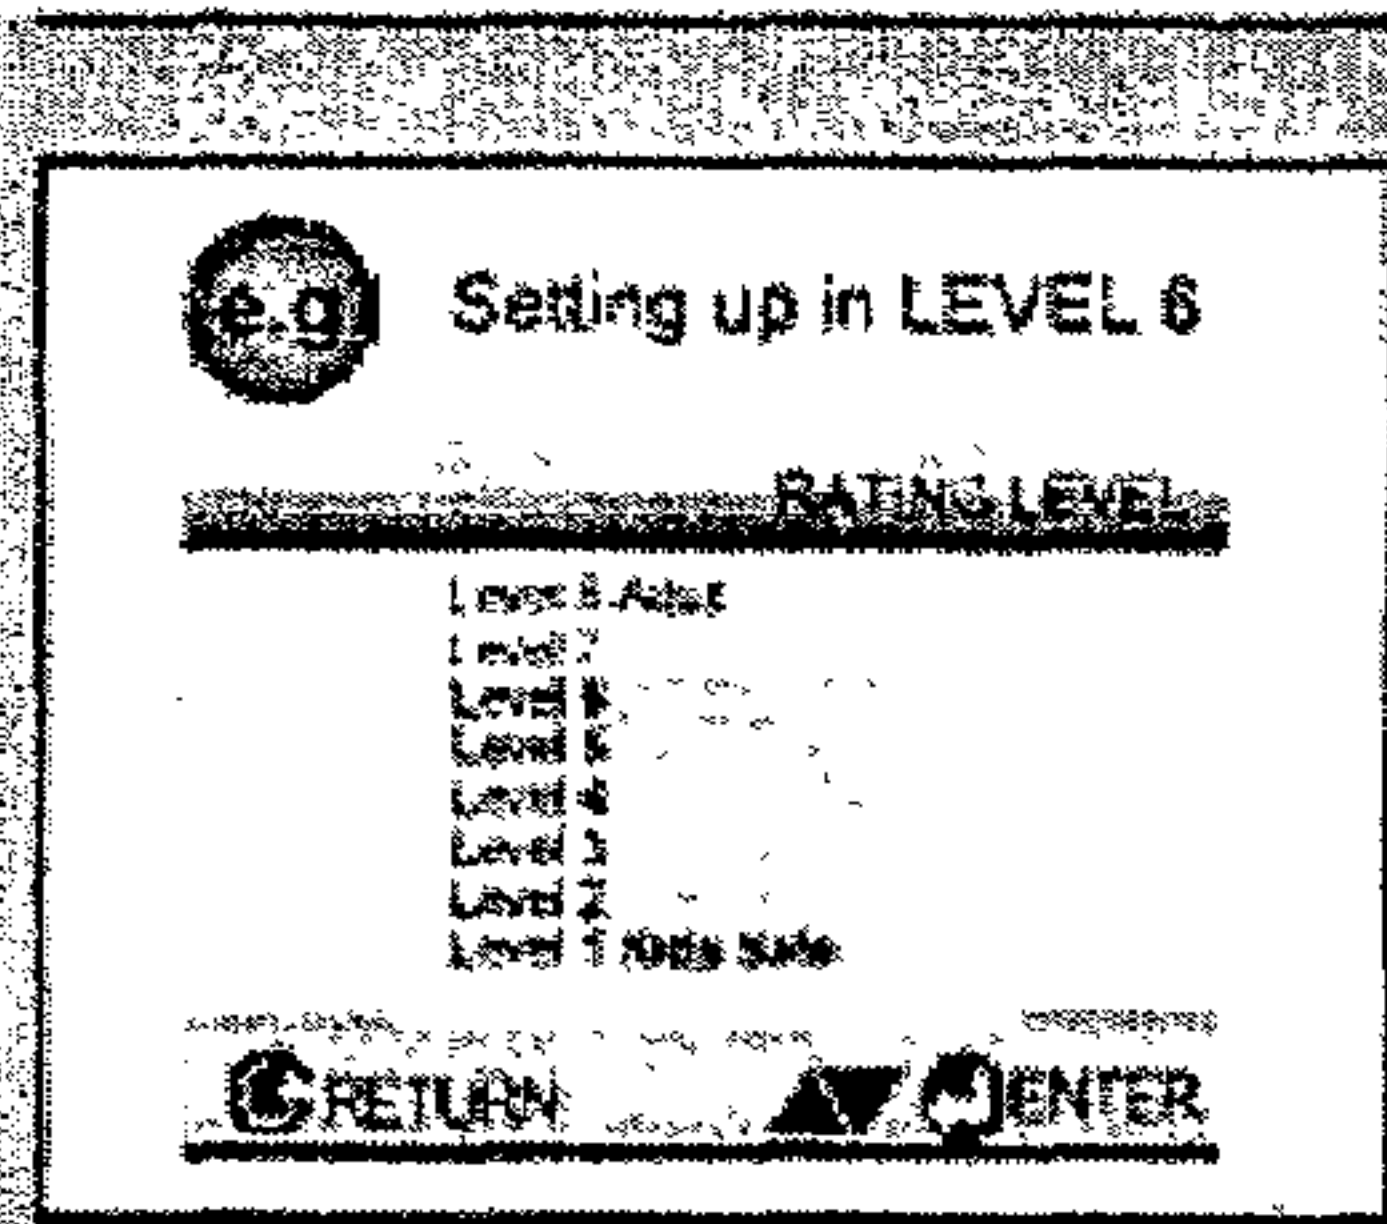 e.g. Setting up in LEVEL 6
RATING LEVEL
Level 8 Adult
Level 7
Level 6
Level 5
Level 4
Level 3
Level 2
Level 1 Kids Safe
RETURN ENTER